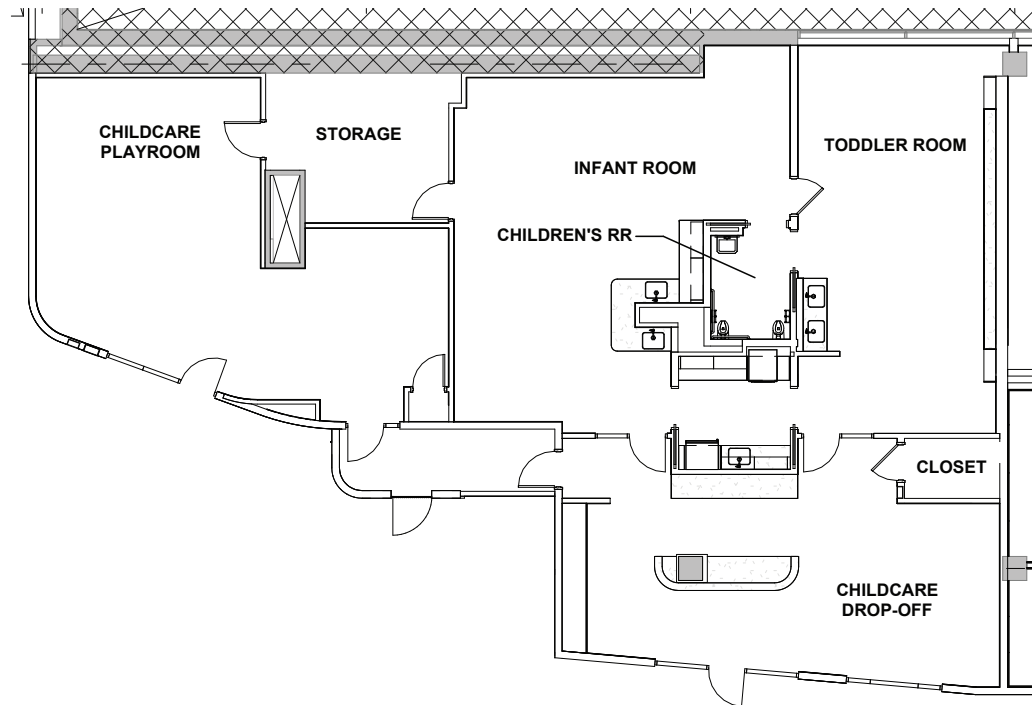 CHILDCARE
PLAYROOM
STORAGE
INFANT ROOM
TODDLER ROOM
CHILDREN'S RR
CLOSET
CHILDCARE
DROP-OFF